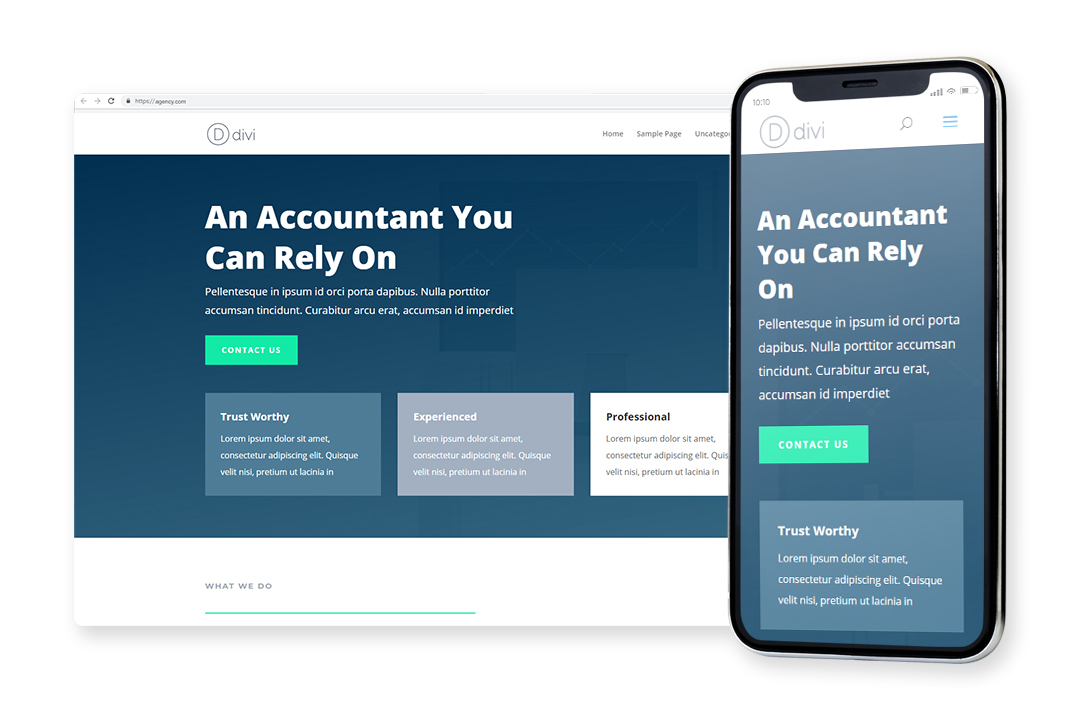 https://agency.com
D divi
Home Sample Page
An Accountant You
Can Rely On
Pellentesque in ipsum id orci porta dapibus. Nulla porttitor
accumsan tincidunt. Curabitur arcu erat, accumsan id imperdiet
CONTACT US
Trust Worthy
Lorem ipsum dolor sit amet,
consectetur adipiscing elit. Quisque
velit nisi, pretium ut lacinia in
Experienced
Lorem ipsum dolor sit amet,
consectetur adipiscing elit. Quisque
velit nisi, pretium ut lacinia in
Professional
Lorem ipsum dolor sit amet,
consectetur adipiscing elit. Quis
velit nisi, pretium ut lacinia in
WHAT WE DO
10:10
D divi
An Accountant
You Can Rely
On
Pellentesque in ipsum id orci porta
dapibus. Nulla porttitor accumsan
tincidunt. Curabitur arcu erat,
accumsan id imperdiet
CONTACT US
Trust Worthy
Lorem ipsum dolor sit amet,
consectetur adipiscing elit. Quisque
velit nisi, pretium ut lacinia in